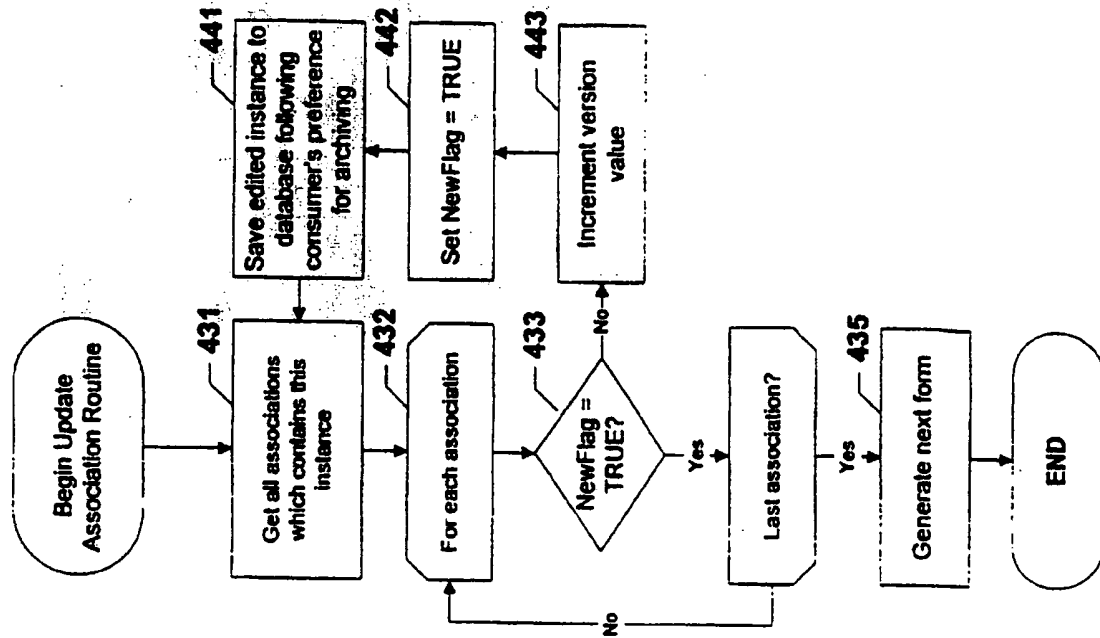 Begin Update
Association Routine
431
Get all associations
which contains this
instance
432
For each association
433
NewFlag =
TRUE?
No
Yes
Last association?
No
Yes
435
Generate next form
END
441
Save edited instance to
database following
consumer's preference
for archiving
442
Set NewFlag = TRUE
443
Increment version
value